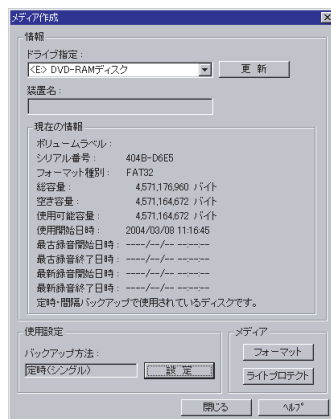 メディア作成
情報
ドライブ指定：
<E> DVD-RAMディスク
更 新
装置名：
現在の情報
ボリュームラベル：
シリアル番号： 404B-D6E5
フォーマット種別： FAT32
総容量： 4,571,176,960 バイト
空き容量： 4,571,164,672 バイト
使用可能容量： 4,571,164,672 バイト
使用開始日時： 2004/03/08 11:16:45
最古録音開始日時： ----/--/-- --:--:--
最古録音終了日時： ----/--/-- --:--:--
最新録音開始日時： ----/--/-- --:--:--
最新録音終了日時： ----/--/-- --:--:--
定時・間隔バックアップで使用されているディスクです。
使用設定
バックアップ方法：
定時(シングル)
設 定
メディア
フォーマット
ライトプロテクト
閉じる
ヘルプ